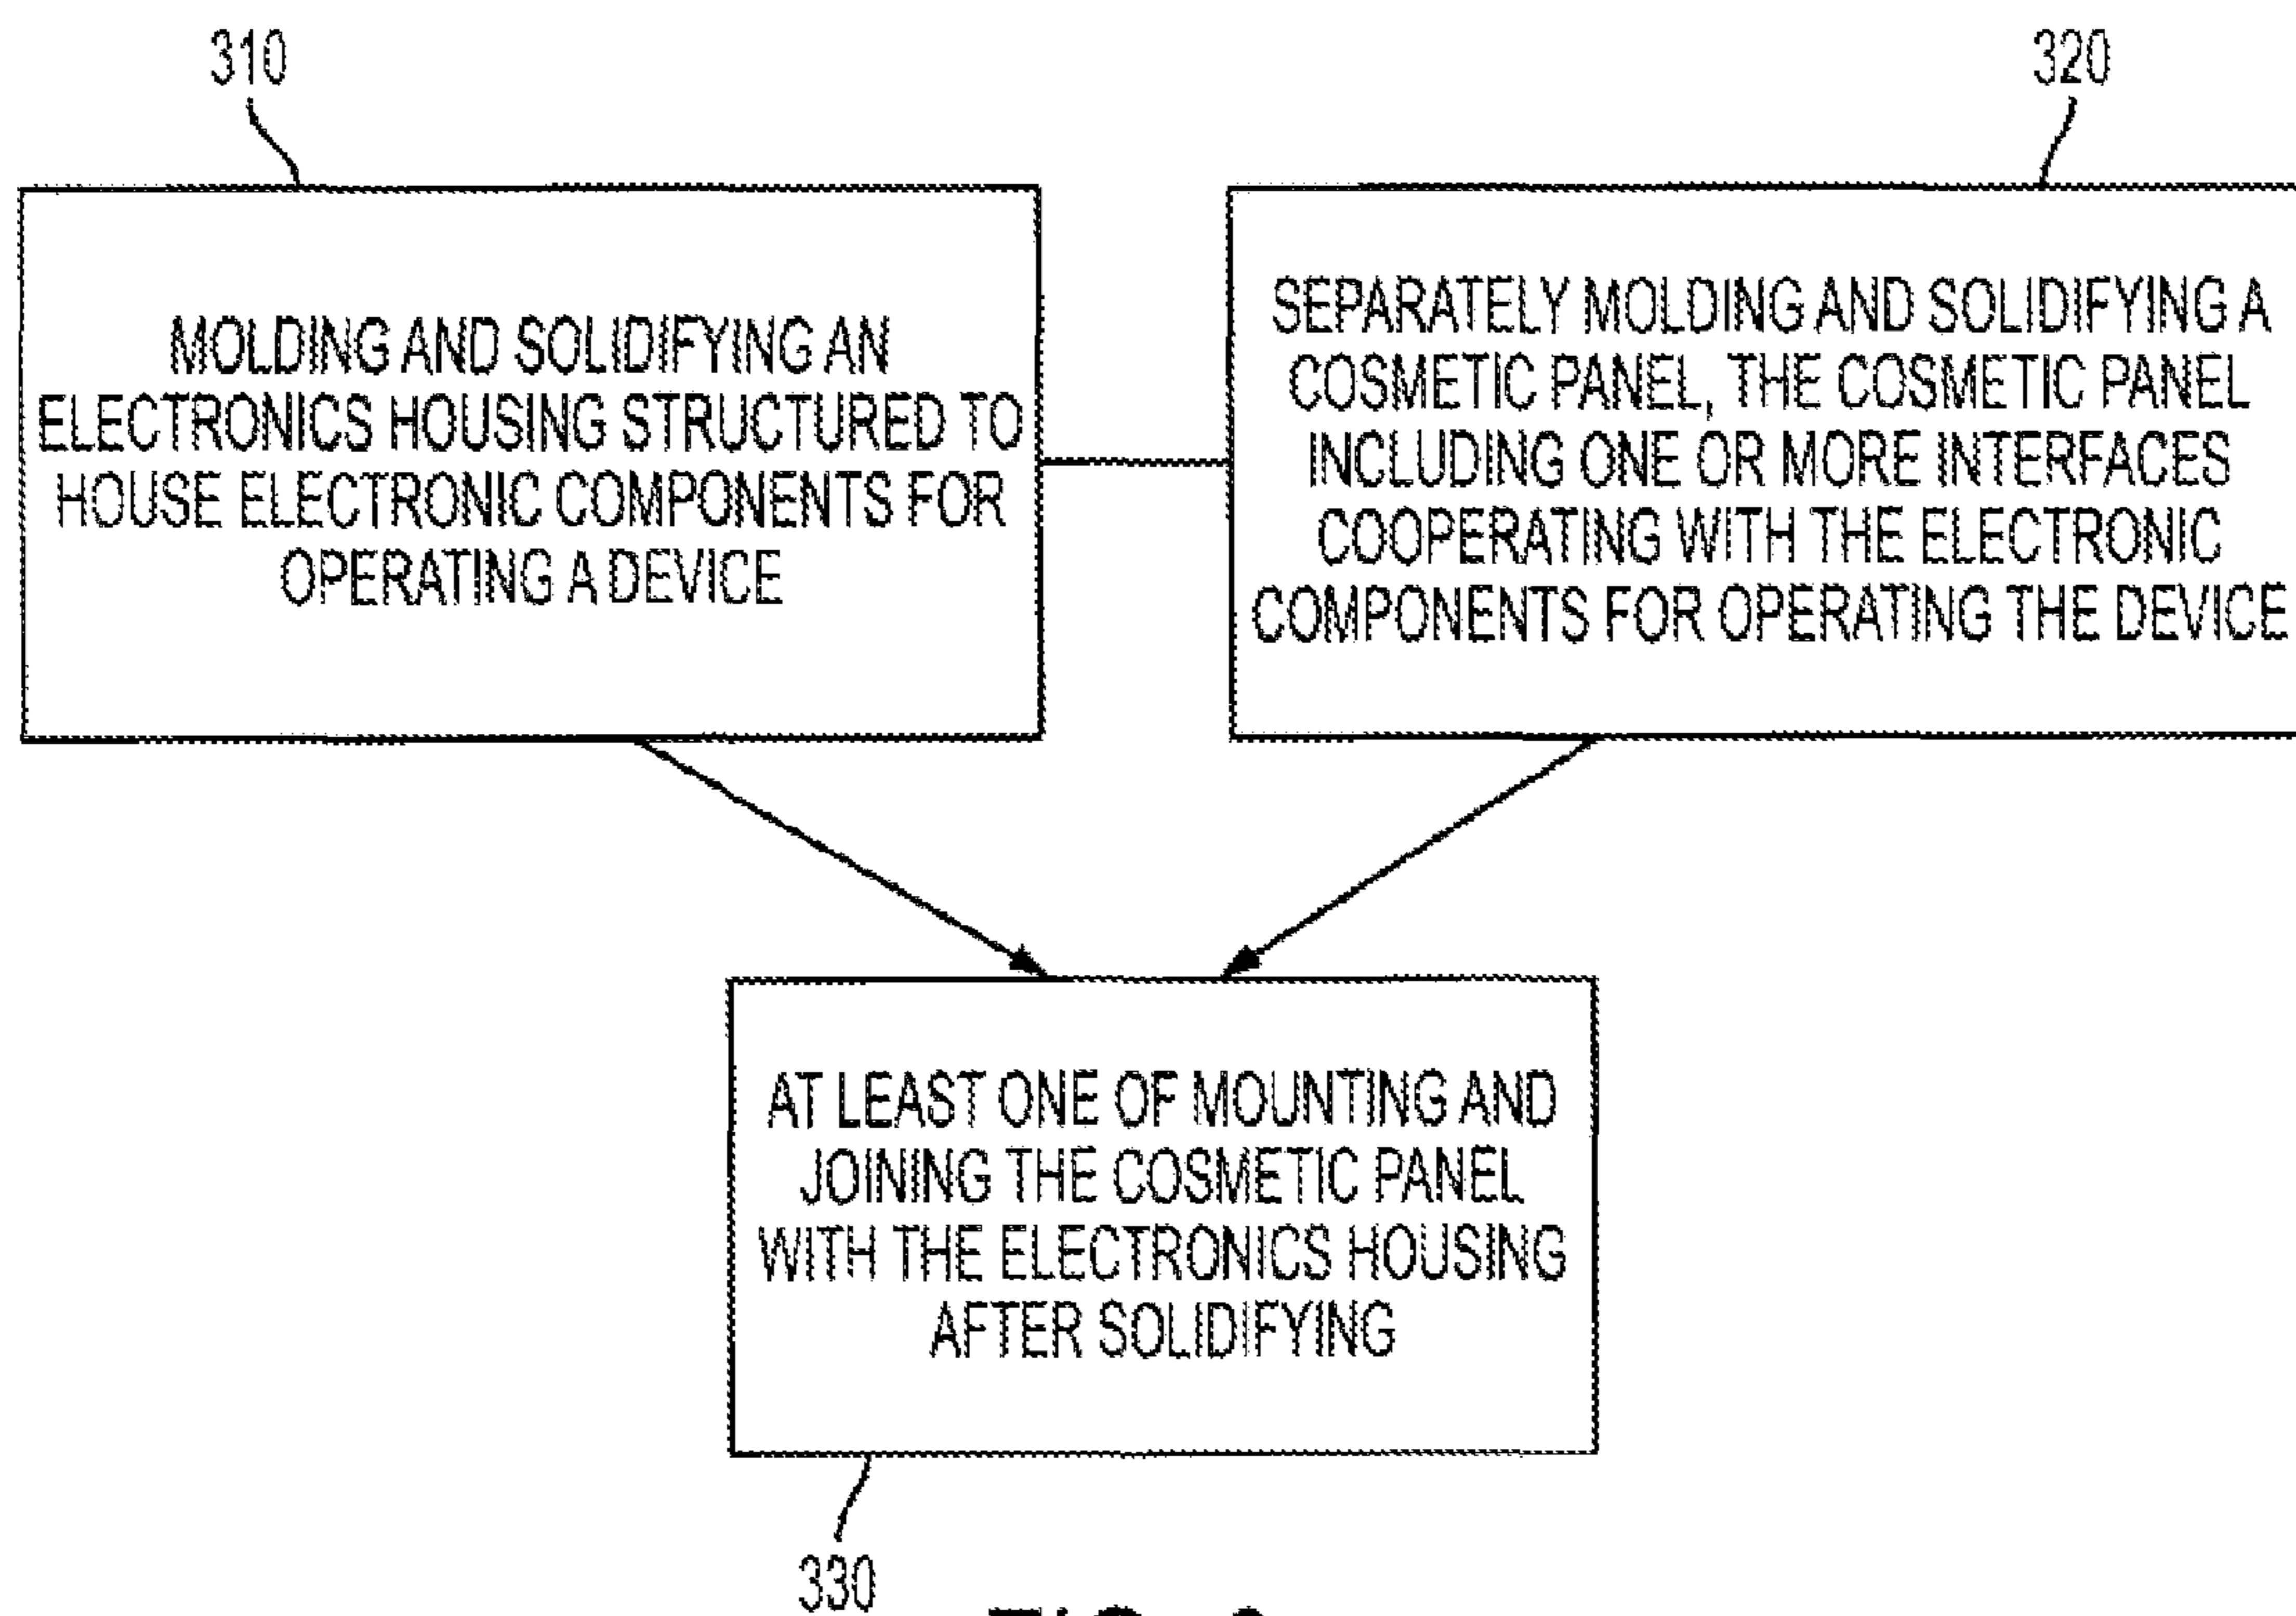 310
320
MOLDING AND SOLIDIFYING AN
ELECTRONICS HOUSING STRUCTURED TO
HOUSE ELECTRONIC COMPONENTS FOR
OPERATING A DEVICE
SEPARATELY MOLDING AND SOLIDIFYING A
COSMETIC PANEL, THE COSMETIC PANEL
INCLUDING ONE OR MORE INTERFACES
COOPERATING WITH THE ELECTRONIC
COMPONENTS FOR OPERATING THE DEVICE
AT LEAST ONE OF MOUNTING AND
JOINING THE COSMETIC PANEL
WITH THE ELECTRONICS HOUSING
AFTER SOLIDIFYING
330